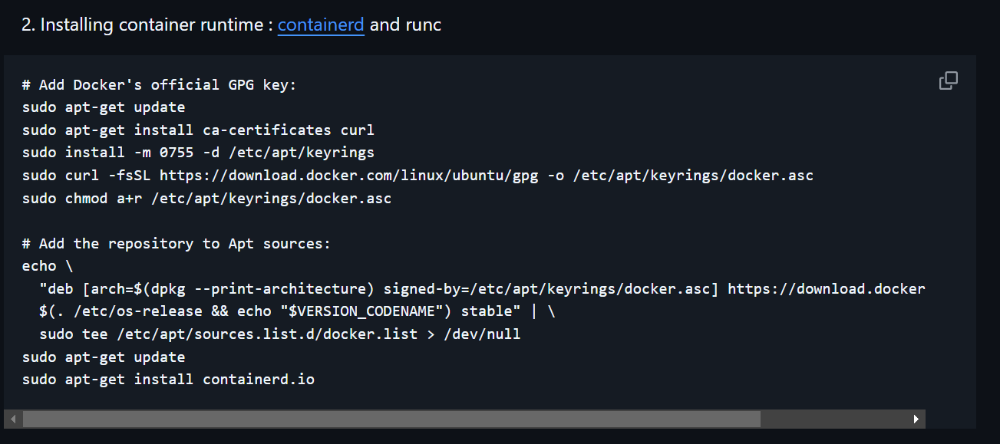 2. Installing container runtime : containerd and runc
# Add Docker's official GPG key:
sudo apt-get update
sudo apt-get install ca-certificates curl
sudo install -m 0755 -d /etc/apt/keyrings
sudo curl -fsSL https://download.docker.com/linux/ubuntu/gpg -o /etc/apt/keyrings/docker.asc
sudo chmod a+r /etc/apt/keyrings/docker.asc
# Add the repository to Apt sources:
echo \
"deb [arch=$(dpkg --print-architecture) signed-by=/etc/apt/keyrings/docker.asc] https://download.docker
$(. /etc/os-release && echo "$VERSION_CODENAME") stable" | \
sudo tee /etc/apt/sources.list.d/docker.list > /dev/null
sudo apt-get update
sudo apt-get install containerd.io